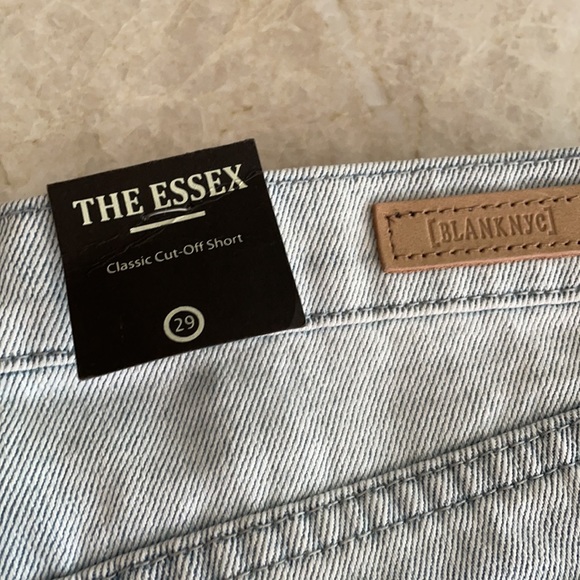 THE ESSEX
Classic Cut-Off Short
29
[BLANKNYC]